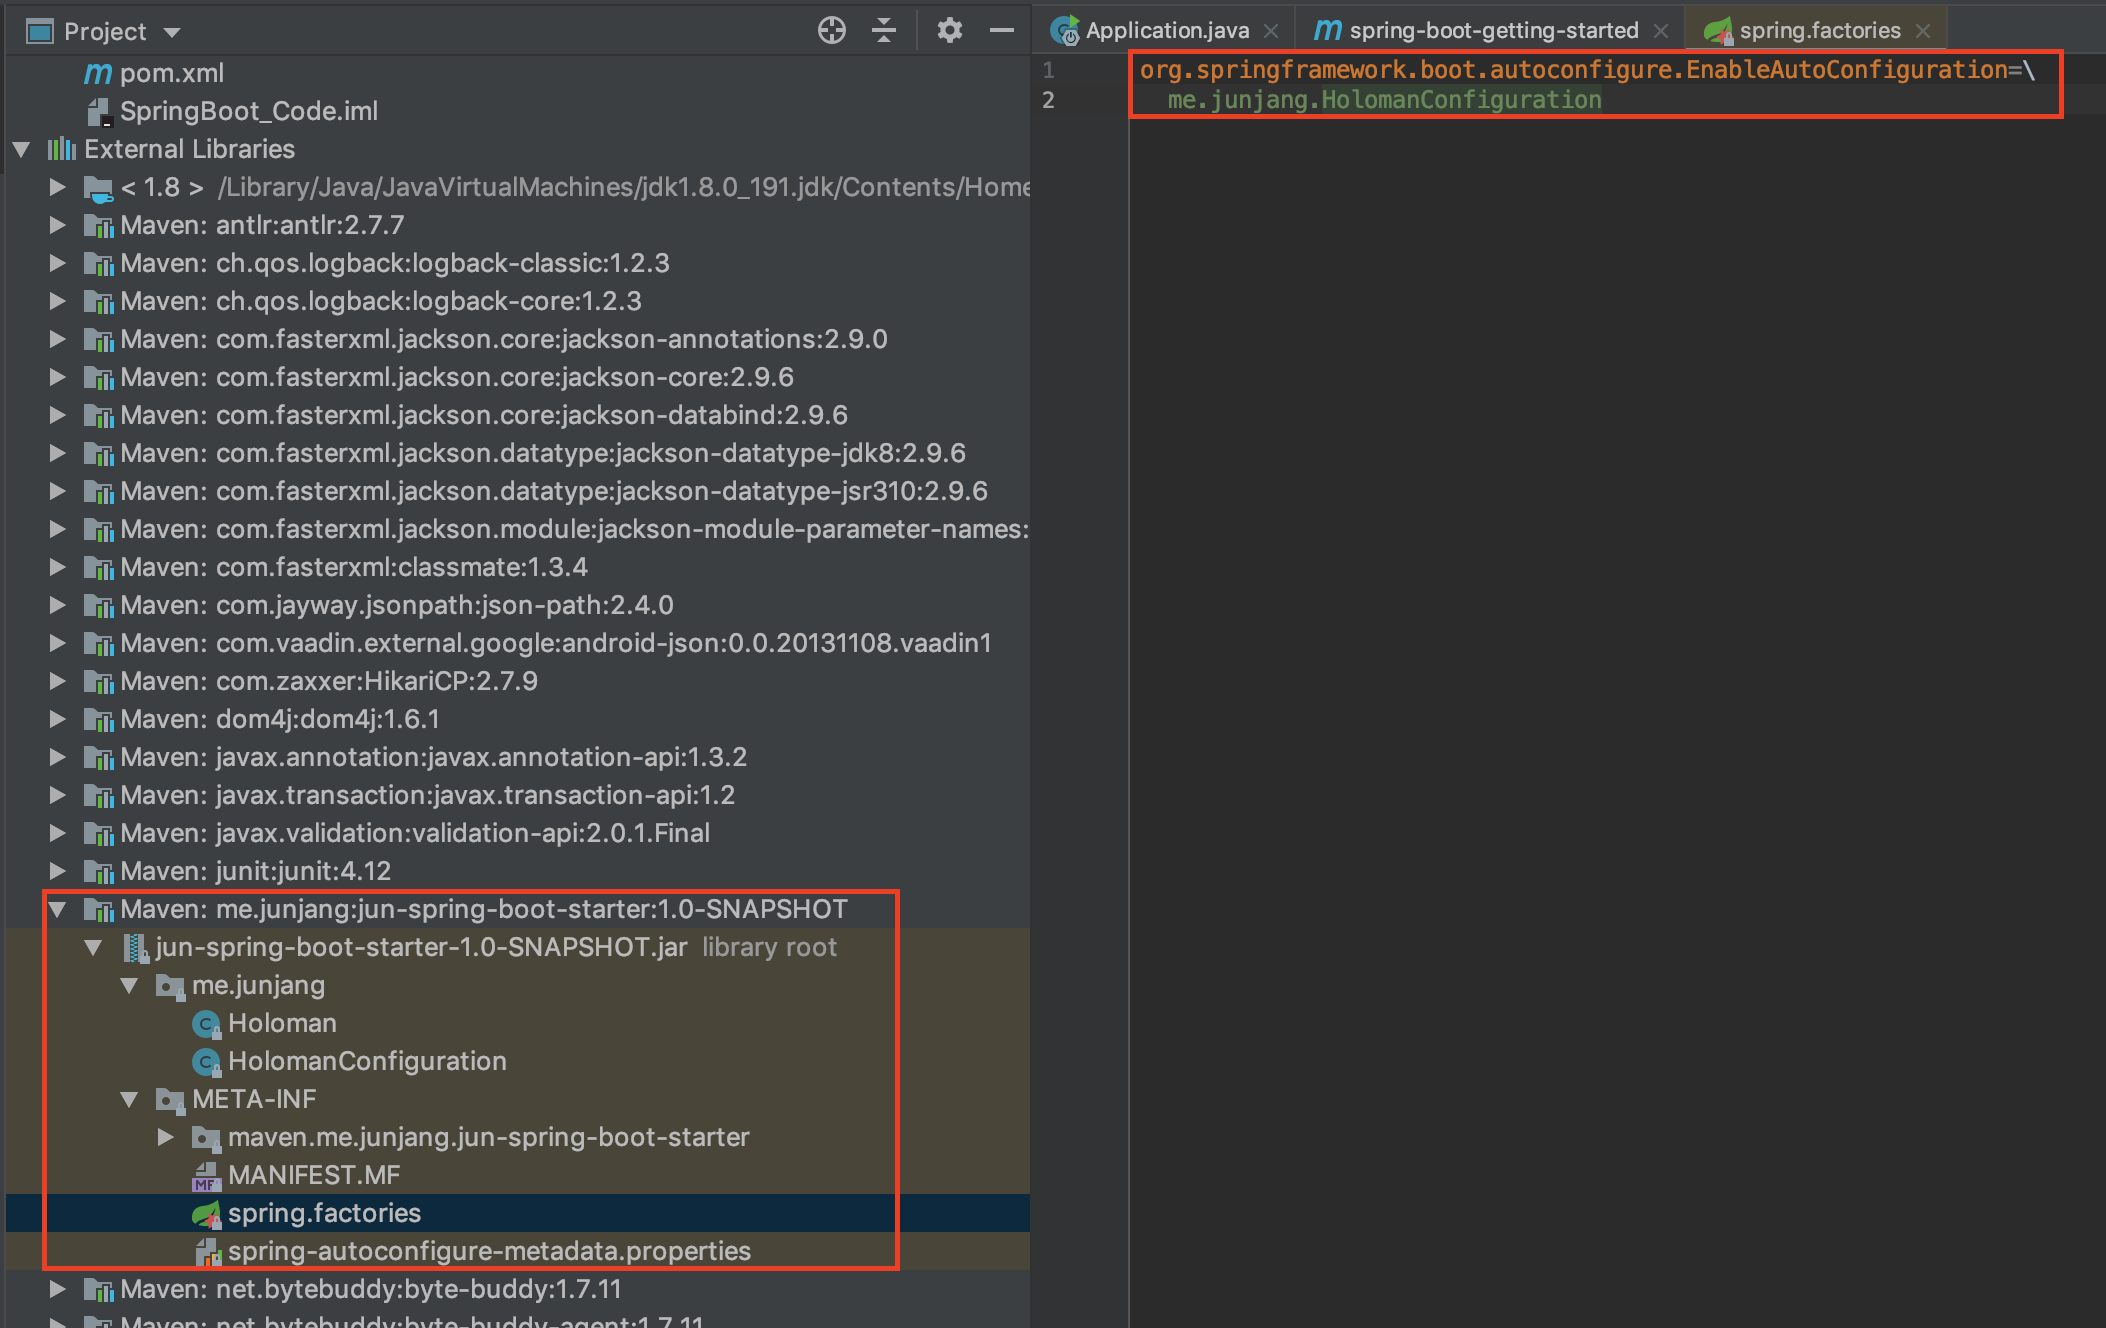 Project
pom.xml
SpringBoot_Code.iml
External Libraries
< 1.8 > /Library/Java/JavaVirtualMachines/jdk1.8.0_191.jdk/Contents/Home
Maven: antlr:antlr:2.7.7
Maven: ch.qos.logback:logback-classic:1.2.3
Maven: ch.qos.logback:logback-core:1.2.3
Maven: com.fasterxml.jackson.core:jackson-annotations:2.9.0
Maven: com.fasterxml.jackson.core:jackson-core:2.9.6
Maven: com.fasterxml.jackson.core:jackson-databind:2.9.6
Maven: com.fasterxml.jackson.datatype:jackson-datatype-jdk8:2.9.6
Maven: com.fasterxml.jackson.datatype:jackson-datatype-jsr310:2.9.6
Maven: com.fasterxml.jackson.module:jackson-module-parameter-names:
Maven: com.fasterxml:classmate:1.3.4
Maven: com.jayway.jsonpath:json-path:2.4.0
Maven: com.vaadin.external.google:android-json:0.0.20131108.vaadin1
Maven: com.zaxxer:HikariCP:2.7.9
Maven: dom4j:dom4j:1.6.1
Maven: javax.annotation:javax.annotation-api:1.3.2
Maven: javax.transaction:javax.transaction-api:1.2
Maven: javax.validation:validation-api:2.0.1.Final
Maven: junit:junit:4.12
Maven: me.junjang:jun-spring-boot-starter:1.0-SNAPSHOT
jun-spring-boot-starter-1.0-SNAPSHOT.jar library root
me.junjang
Holoman
HolomanConfiguration
META-INF
maven.me.junjang.jun-spring-boot-starter
MANIFEST.MF
spring.factories
spring-autoconfigure-metadata.properties
Maven: net.bytebuddy:byte-buddy:1.7.11
Maven: net.bytebuddy:byte-buddy-agent:1.7.11
Application.java
spring-boot-getting-started
spring.factories
1 org.springframework.boot.autoconfigure.EnableAutoConfiguration=\
2 me.junjang.HolomanConfiguration